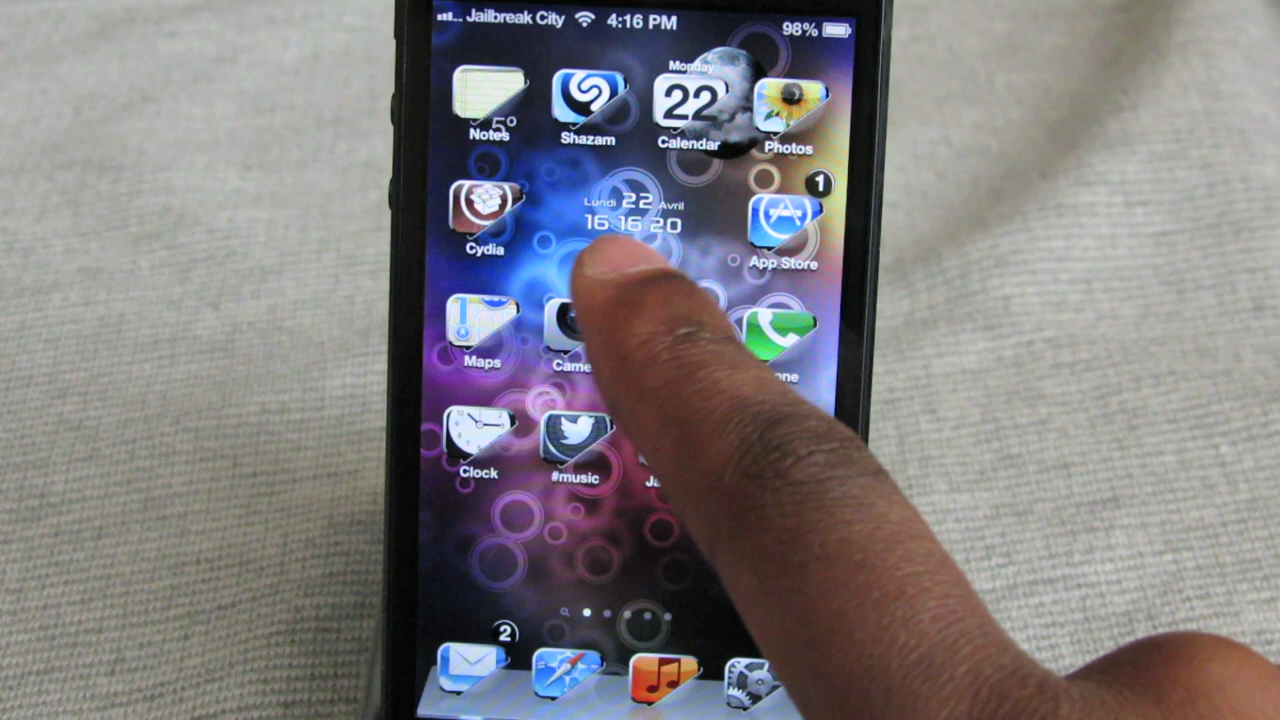 Jailbreak City 4:16 PM 98%
Monday
22
5°
Notes Shazam Calendar Photos
1
Lundi 22 Avril
16:16:20
Cydia App Store
Maps
Clock #music
2